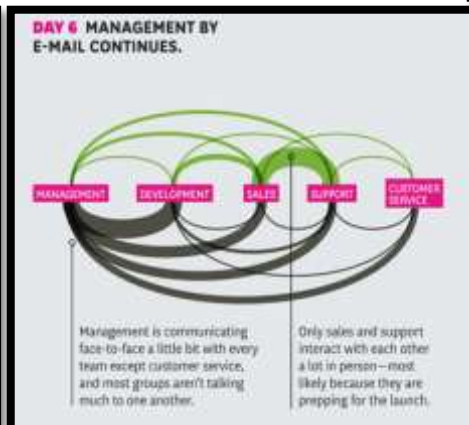 DAY 6 MANAGEMENT BY
E-MAIL CONTINUES.
MANAGEMENT
DEVELOPMENT
SALES
SUPPORT
CUSTOMER
SERVICE
Management is communicating
face-to-face a little bit with every
team except customer service,
and most groups aren't talking
much to one another.
Only sales and support
interact with each other
a lot in person—most
likely because they are
prepping for the launch.